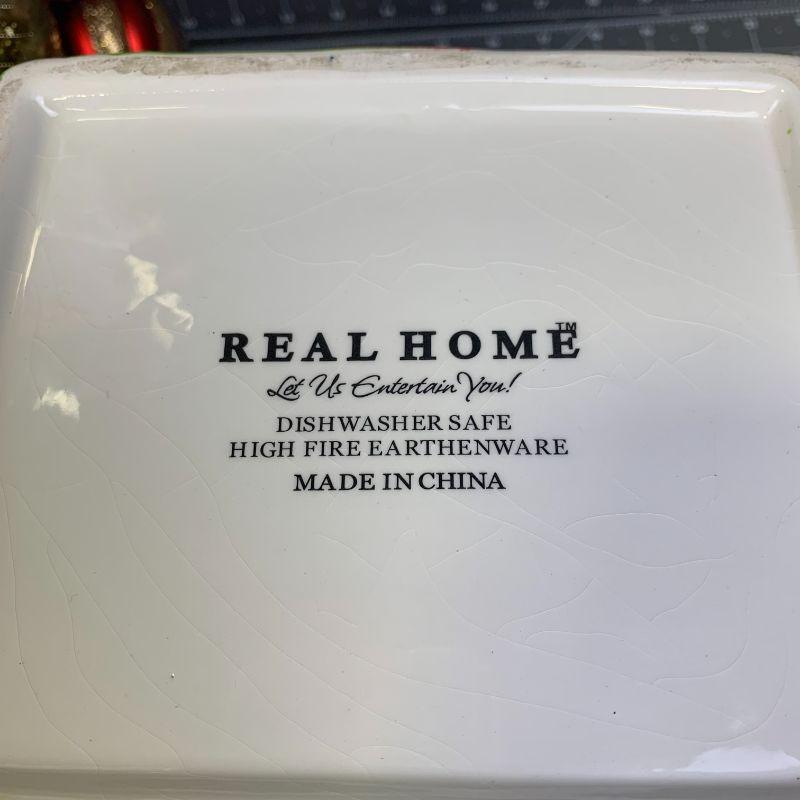 REAL HOME™
Let Us Entertain You!
DISHWASHER SAFE
HIGH FIRE EARTHENWARE
MADE IN CHINA